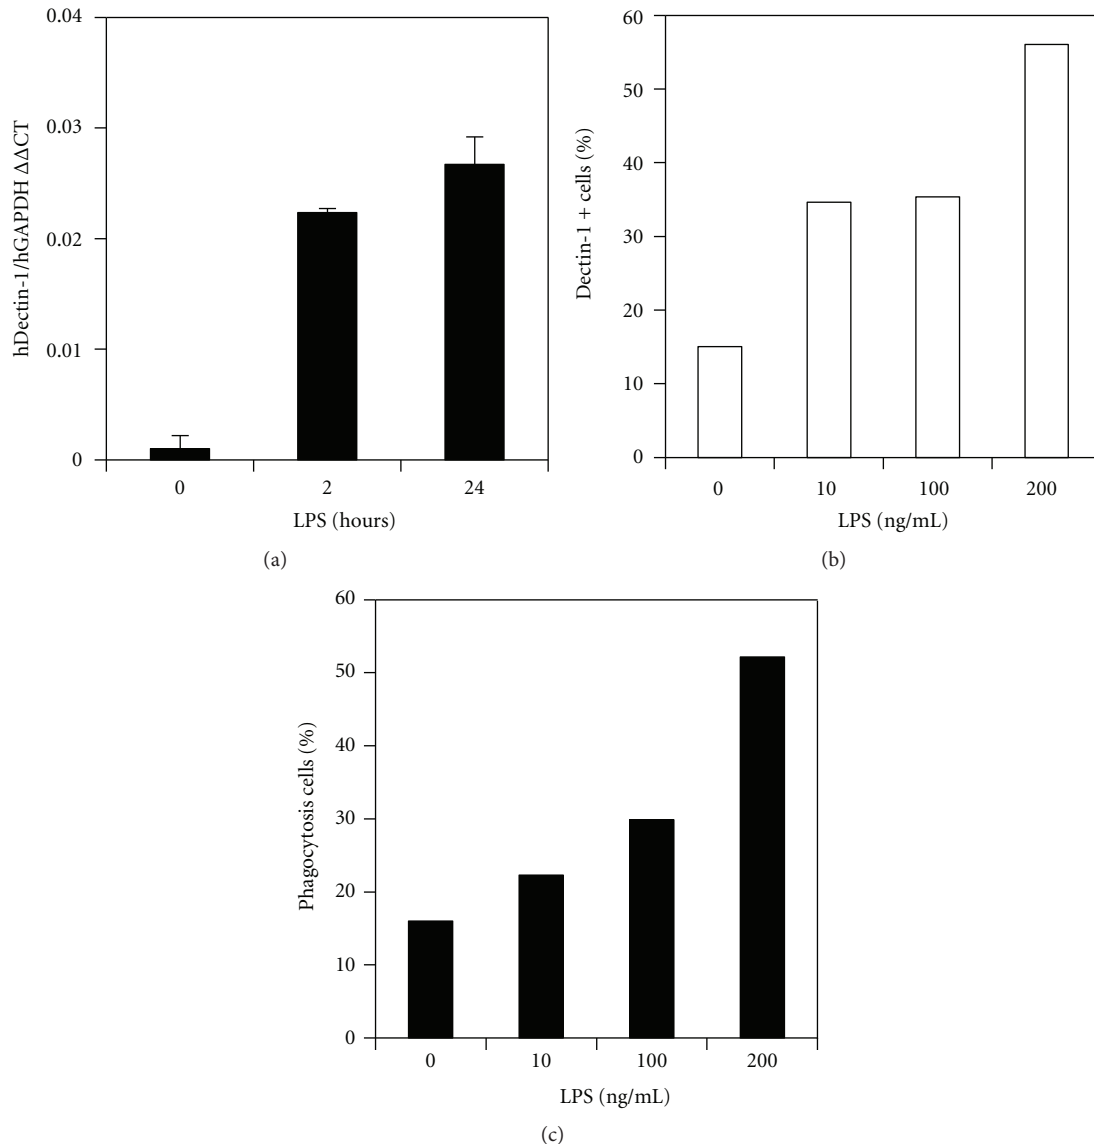 0.04
0.03
0.02
0.01
0
hDectin-1/hGAPDH ΔΔCT
0 2 24
LPS (hours)
(a)
60
50
40
30
20
10
0
Dectin-1 + cells (%)
0 10 100 200
LPS (ng/mL)
(b)
60
50
40
30
20
10
0
Phagocytosis cells (%)
0 10 100 200
LPS (ng/mL)
(c)